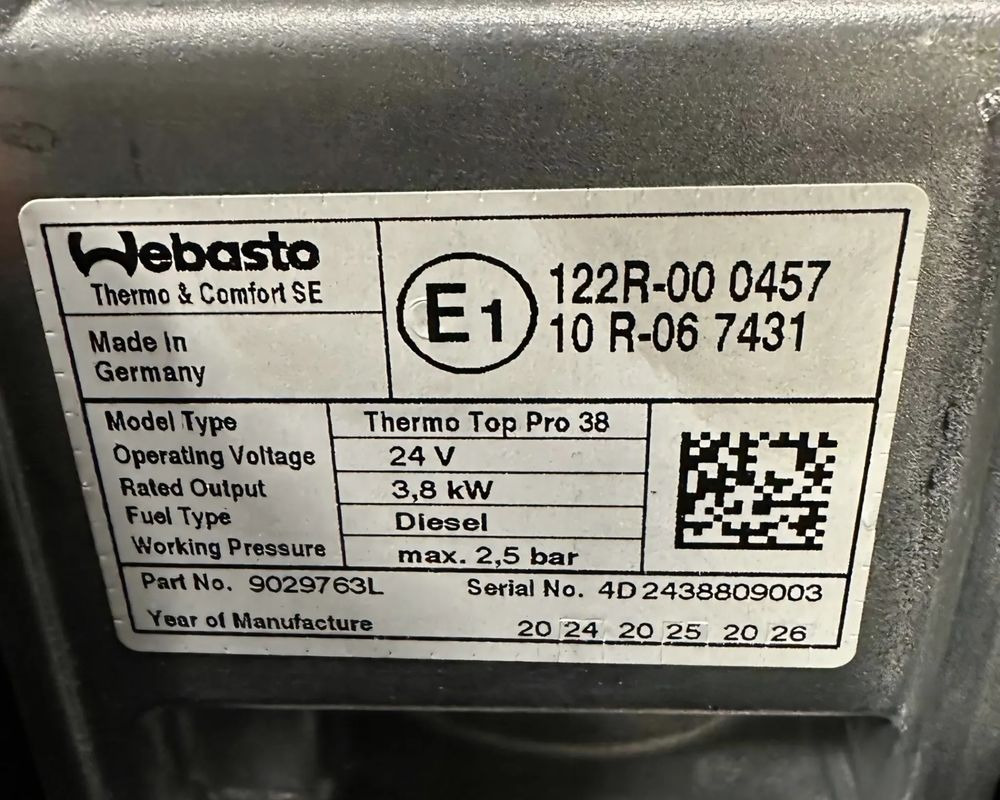 Webasto
Thermo & Comfort SE
Made In
Germany
E1
122R-00 0457
10 R-06 7431
Model Type Thermo Top Pro 38
Operating Voltage 24 V
Rated Output 3,8 kW
Fuel Type Diesel
Working Pressure max. 2,5 bar
Part No. 9029763L Serial No. 4D2438809003
Year of Manufacture 20 24 20 25 20 26